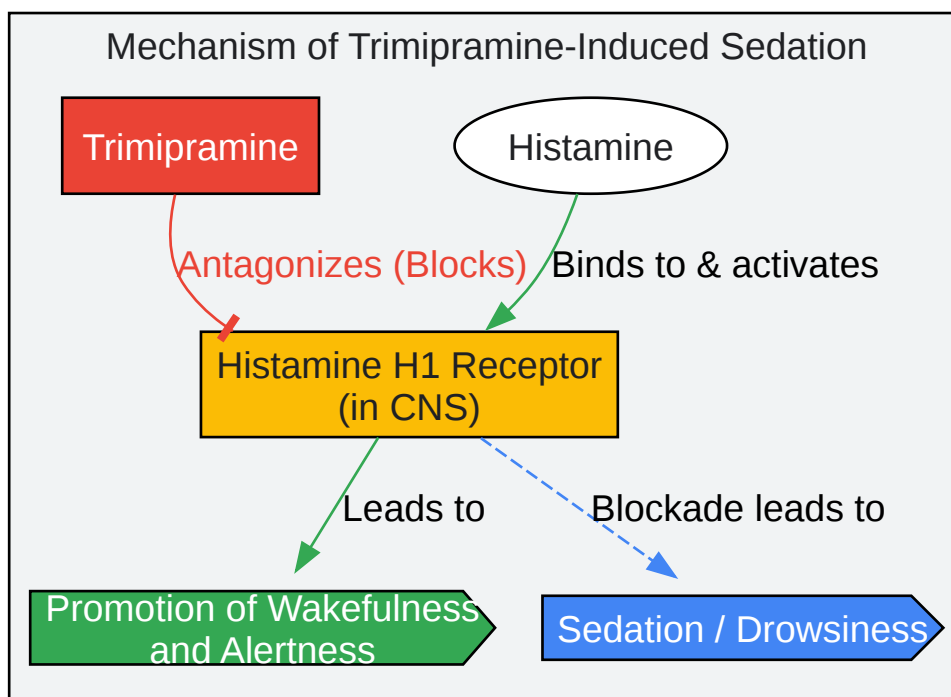 Mechanism of Trimipramine-Induced Sedation
Trimipramine
Histamine
Antagonizes (Blocks)
Binds to & activates
Histamine H1 Receptor
(in CNS)
Leads to
Blockade leads to
Promotion of Wakefulness
and Alertness
Sedation / Drowsiness